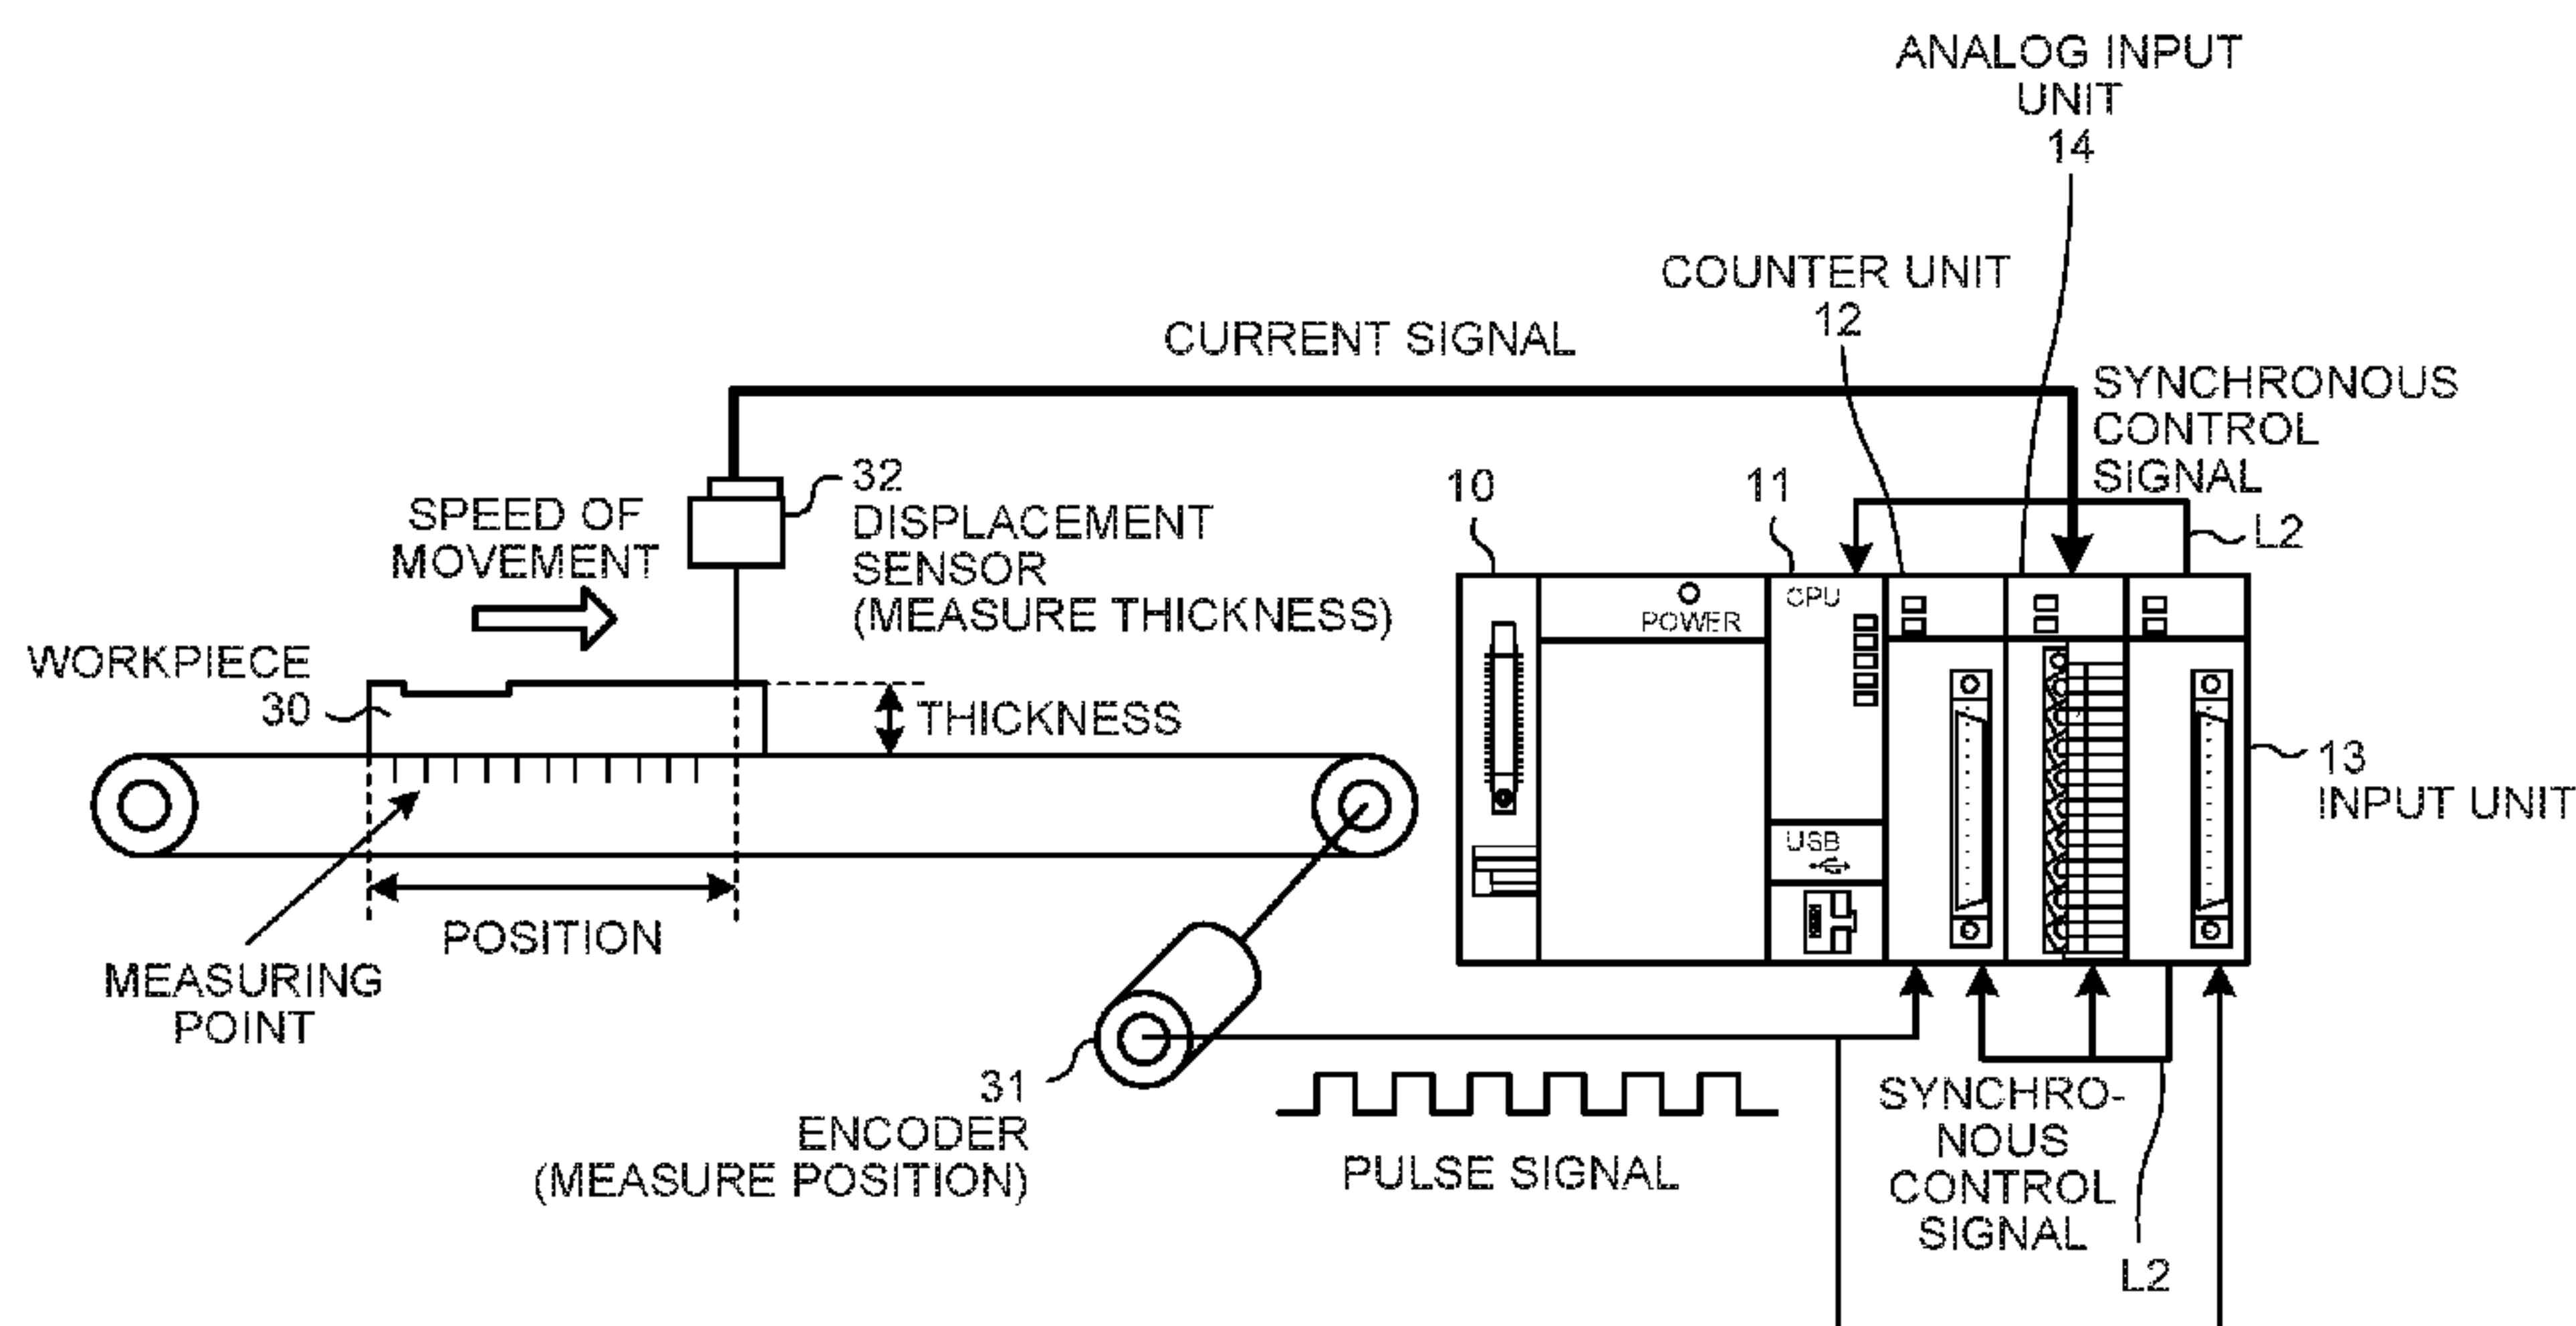 ANALOG INPUT
UNIT
14
COUNTER UNIT
12
CURRENT SIGNAL
SYNCHRONOUS
CONTROL
SIGNAL
32
DISPLACEMENT
SENSOR
(MEASURE THICKNESS)
10
11
L2
SPEED OF
MOVEMENT
CPU
POWER
WORKPIECE
30
THICKNESS
13
INPUT UNIT
USB
POSITION
MEASURING
POINT
31
ENCODER
(MEASURE POSITION)
PULSE SIGNAL
SYNCHRO-
NOUS
CONTROL
SIGNAL
L2